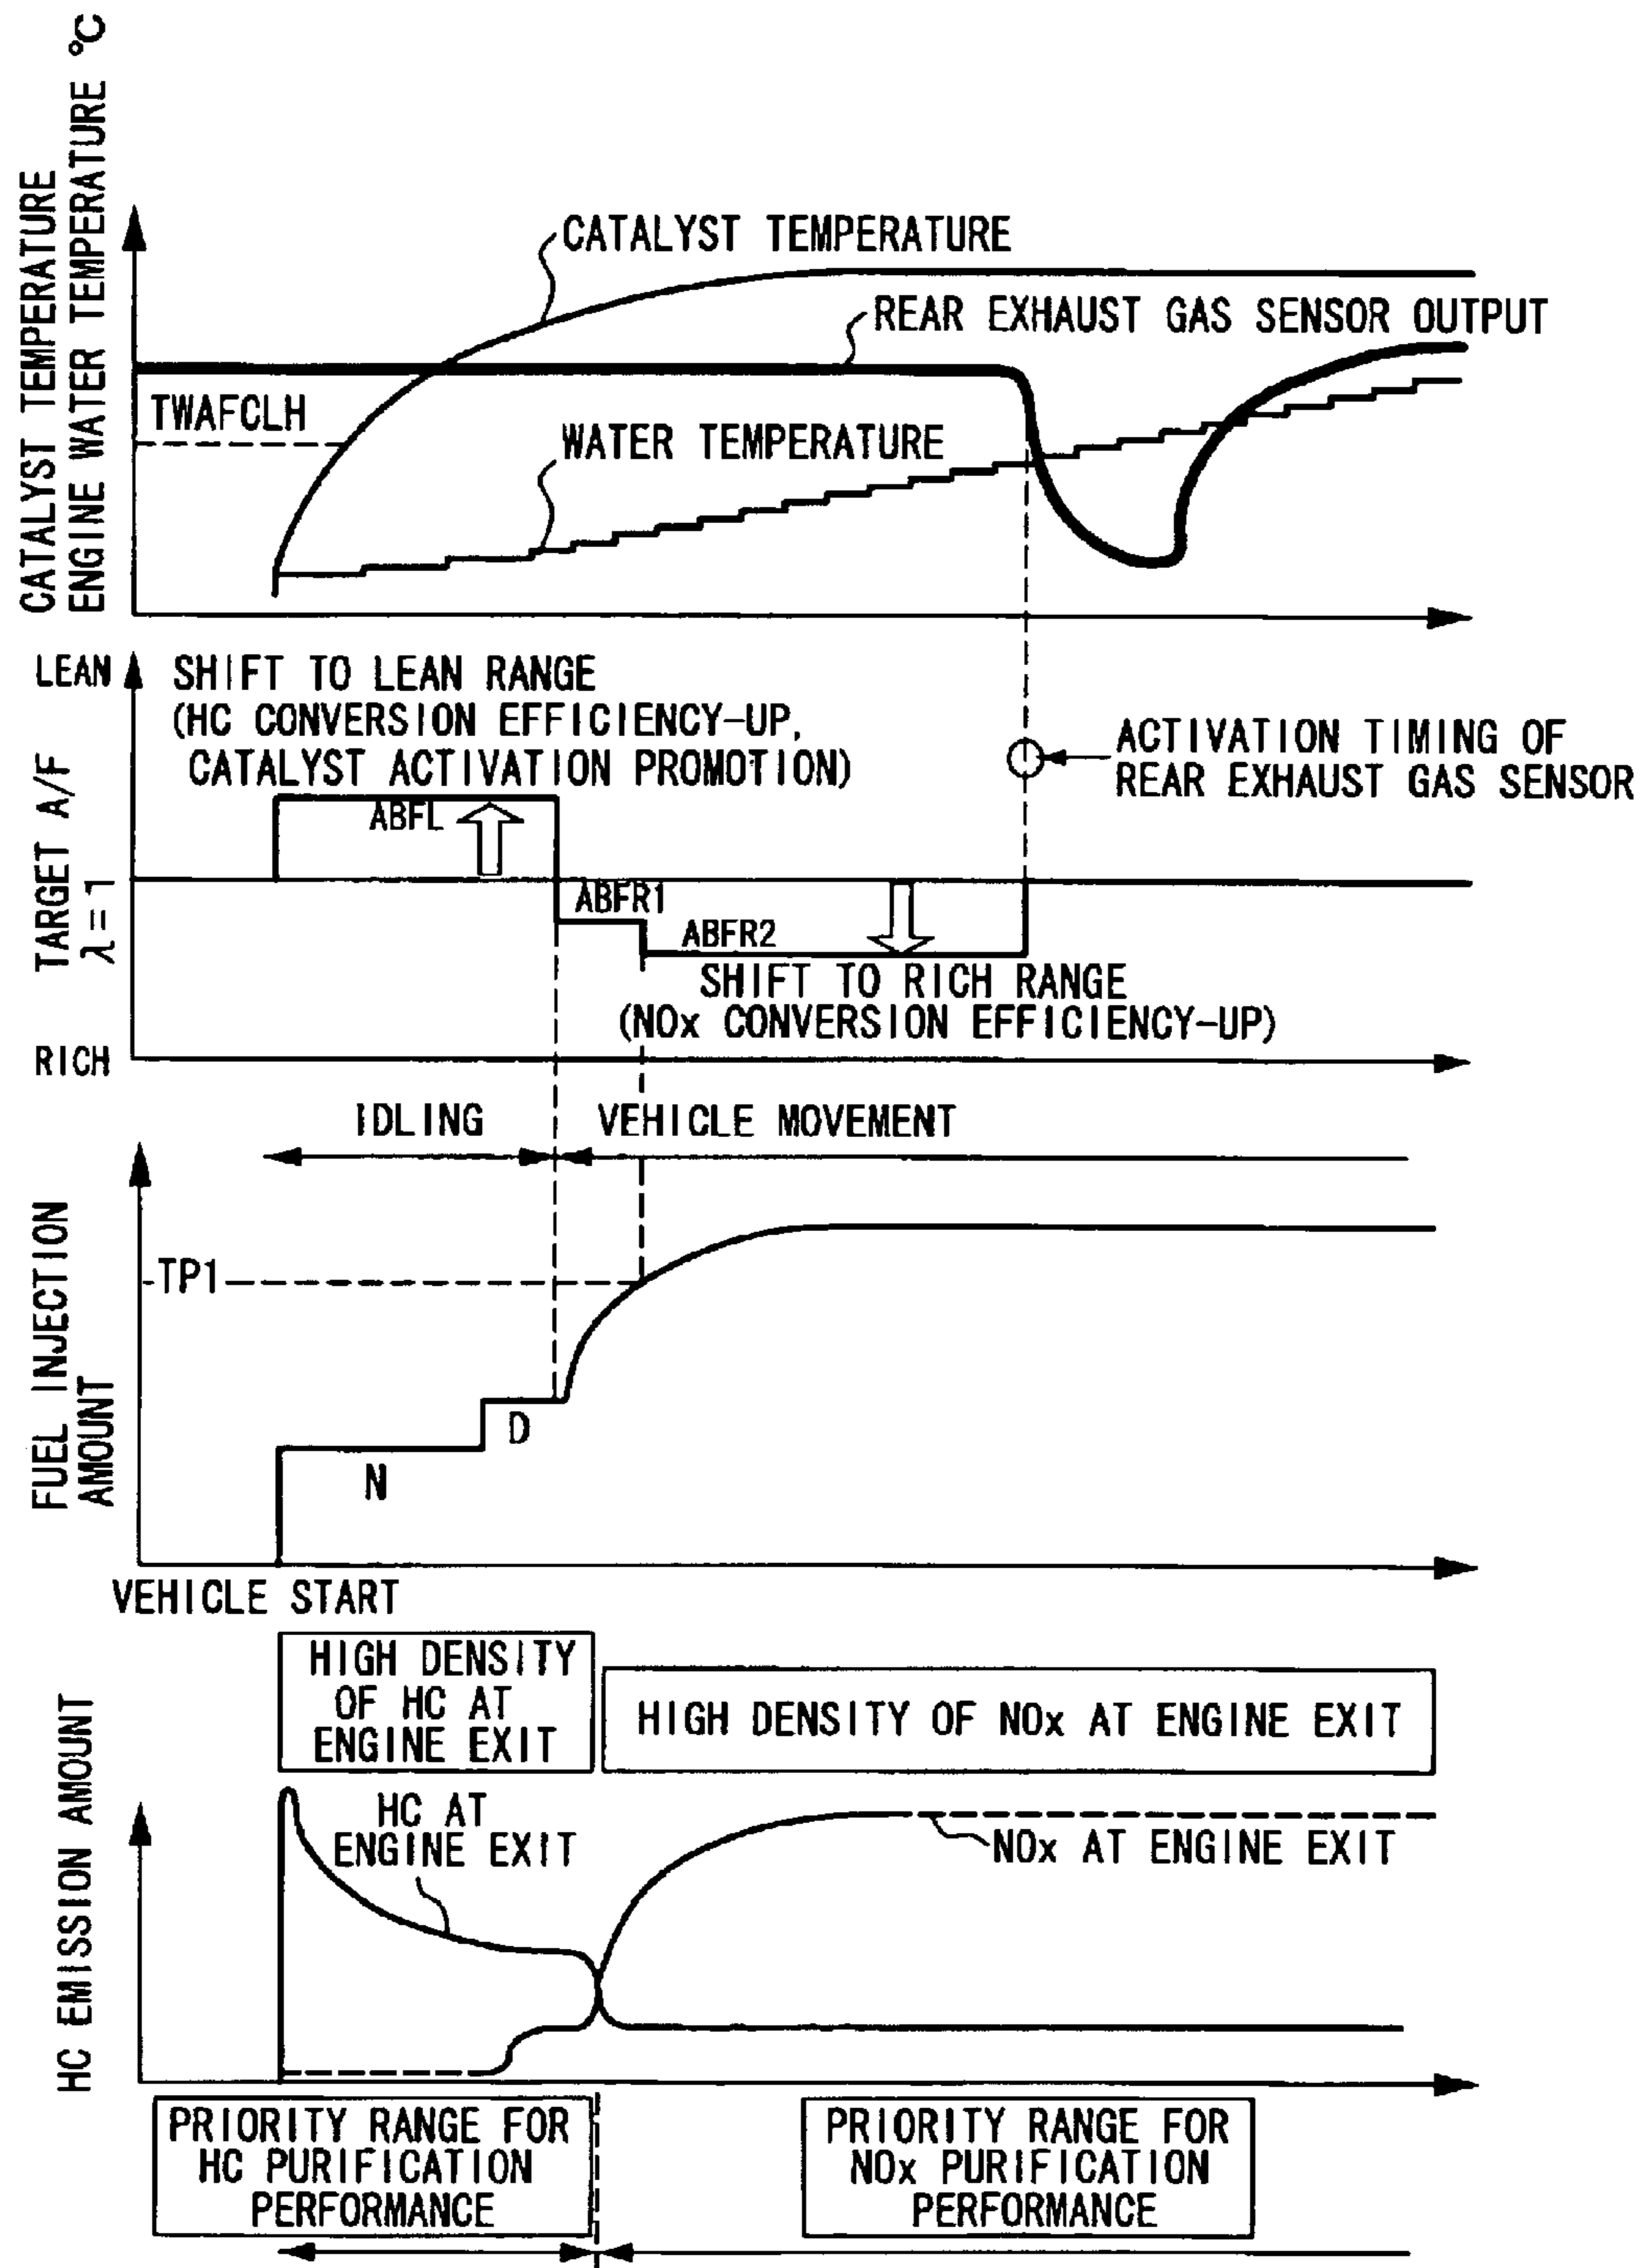 CATALYST TEMPERATURE
ENGINE WATER TEMPERATURE °C
CATALYST TEMPERATURE
REAR EXHAUST GAS SENSOR OUTPUT
TWAFCLH
WATER TEMPERATURE
LEAN
SHIFT TO LEAN RANGE
(HC CONVERSION EFFICIENCY-UP,
CATALYST ACTIVATION PROMOTION)
ACTIVATION TIMING OF
REAR EXHAUST GAS SENSOR
TARGET A/F
λ=1
ABFL
ABFR1
ABFR2
SHIFT TO RICH RANGE
(NOx CONVERSION EFFICIENCY-UP)
RICH
IDLING
VEHICLE MOVEMENT
FUEL INJECTION
AMOUNT
TP1
D
N
VEHICLE START
HIGH DENSITY
OF HC AT
ENGINE EXIT
HIGH DENSITY OF NOx AT ENGINE EXIT
HC EMISSION AMOUNT
HC AT
ENGINE EXIT
NOx AT ENGINE EXIT
PRIORITY RANGE FOR
HC PURIFICATION
PERFORMANCE
PRIORITY RANGE FOR
NOx PURIFICATION
PERFORMANCE